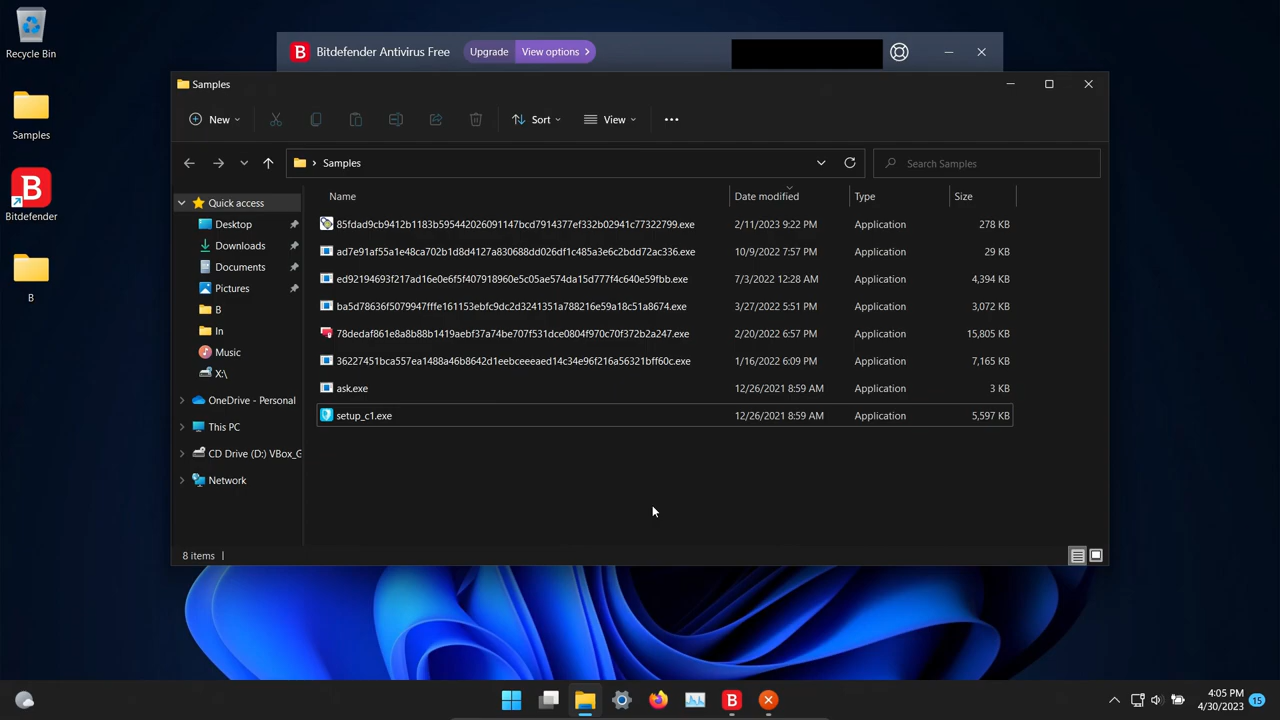 Recycle Bin
Samples
Bitdefender
B
B Bitdefender Antivirus Free Upgrade View options
Samples
New Sort View
Samples
Search Samples
Name Date modified Type Size
Quick access
Desktop
Downloads
Documents
Pictures
B
In
Music
X:\
OneDrive - Personal
This PC
CD Drive (D:) VBox_G
Network
85fdad9cb9412b1183b595442026091147bcd7914377ef332b02941c77322799.exe 2/11/2023 9:22 PM Application 278 KB
ad7e91af55a1e48ca702b1d8d4127a830688dd026df1c485a3e6c2bdd72ac336.exe 10/9/2022 7:57 PM Application 29 KB
ed92194693f217ad16e0e6f5f407918960e5c05ae574da15d777f4c640e59fbb.exe 7/3/2022 12:28 AM Application 4,394 KB
ba5d78636f5079947fffe161153ebfc9dc2d3241351a788216e59a18c51a8674.exe 3/27/2022 5:51 PM Application 3,072 KB
78dedaf861e8a8b88b1419aebf37a74be707f531dce0804f970c70f372b2a247.exe 2/20/2022 6:57 PM Application 15,805 KB
36227451bca557ea1488a46b8642d1eebceeeaed14c34e96f216a56321bff60c.exe 1/16/2022 6:09 PM Application 7,165 KB
ask.exe 12/26/2021 8:59 AM Application 3 KB
setup_c1.exe 12/26/2021 8:59 AM Application 5,597 KB
8 items
4:05 PM
4/30/2023
15